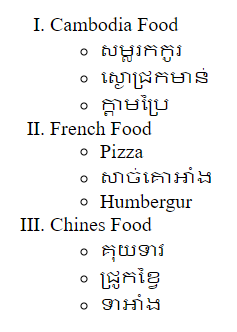 I. Cambodia Food
សម្លរកកូរ
ស្ងោជ្រកមាន់
ក្ដាមប្រៃ
II. French Food
Pizza
សាច់គោអាំង
Humbergur
III. Chines Food
គុយទាវ
ជ្រូកខ្វៃ
ទាអាំង